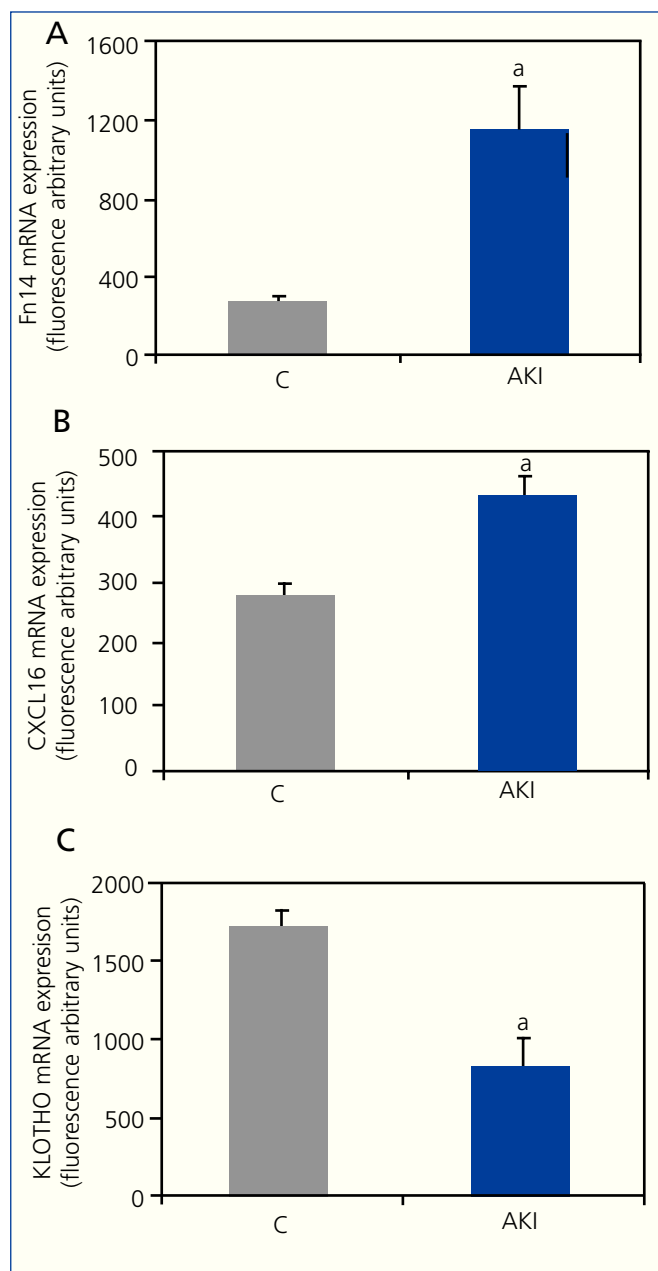 A
Fn14 mRNA expression
(fluorescence arbitrary units)
1600
1200
800
400
0
a
C
AKI
B
CXCL16 mRNA expression
(fluorescence arbitrary units)
500
400
300
200
100
0
a
C
AKI
C
KLOTHO mRNA expresison
(fluorescence arbitrary units)
2000
1500
1000
500
0
a
C
AKI